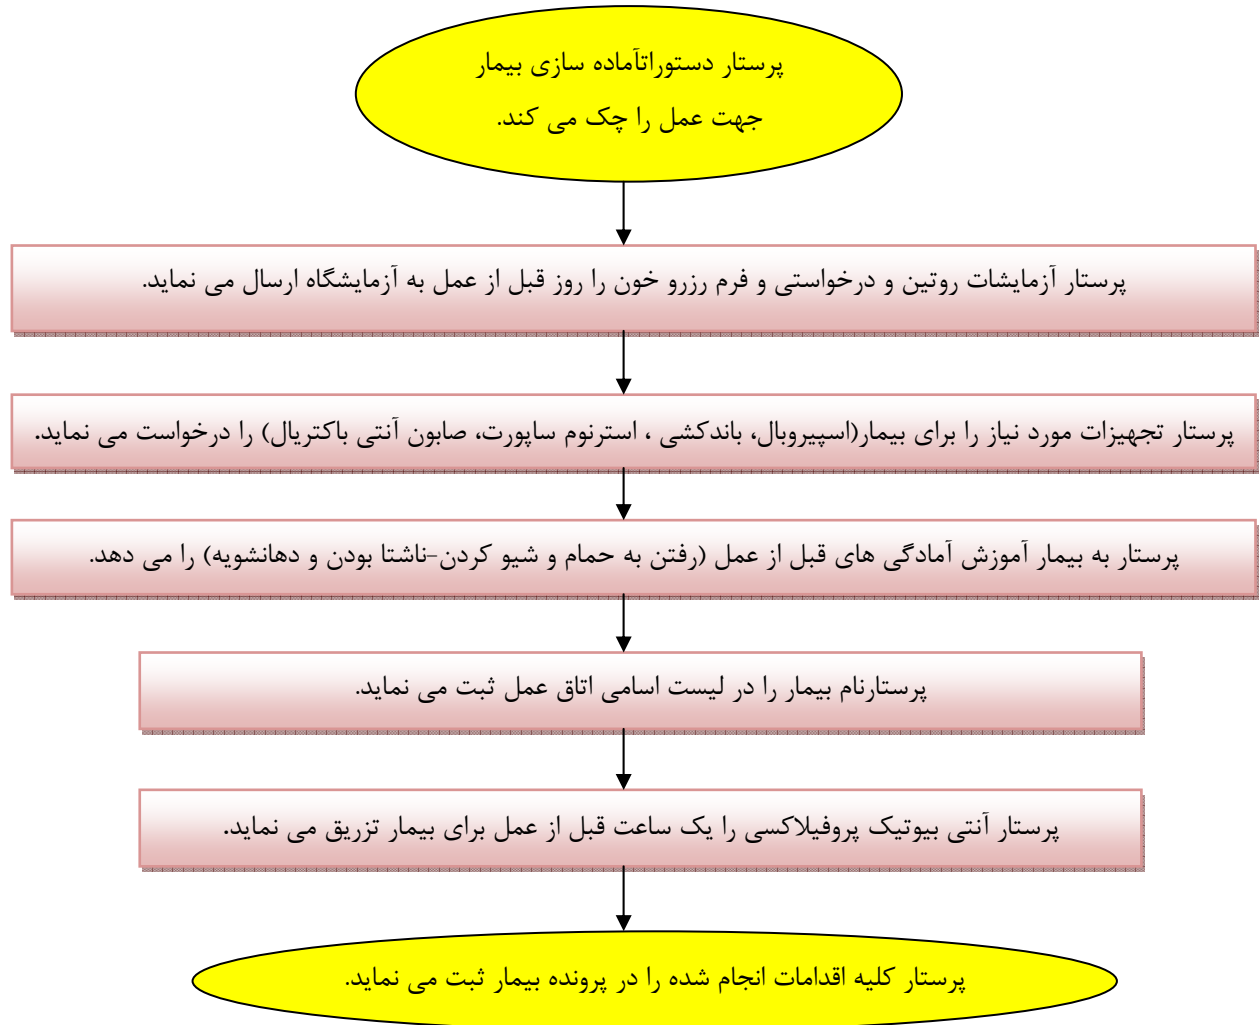 پرستار دستوراتآماده سازی بیمار
جهت عمل را چک می کند.
پرستار آزمایشات روتین و درخواستی و فرم رزرو خون را روز قبل از عمل به آزمایشگاه ارسال می نماید.
پرستار تجهیزات مورد نیاز را برای بیمار(اسپیروبال، باندکشی ، استرنوم ساپورت، صابون آنتی باکتریال) را درخواست می نماید.
پرستار به بیمار آموزش آمادگی های قبل از عمل (رفتن به حمام و شیو کردن-ناشتا بودن و دهانشویه) را می دهد.
پرستارنام بیمار را در لیست اسامی اتاق عمل ثبت می نماید.
پرستار آنتی بیوتیک پروفیلاکسی را یک ساعت قبل از عمل برای بیمار تزریق می نماید.
پرستار کلیه اقدامات انجام شده را در پرونده بیمار ثبت می نماید.